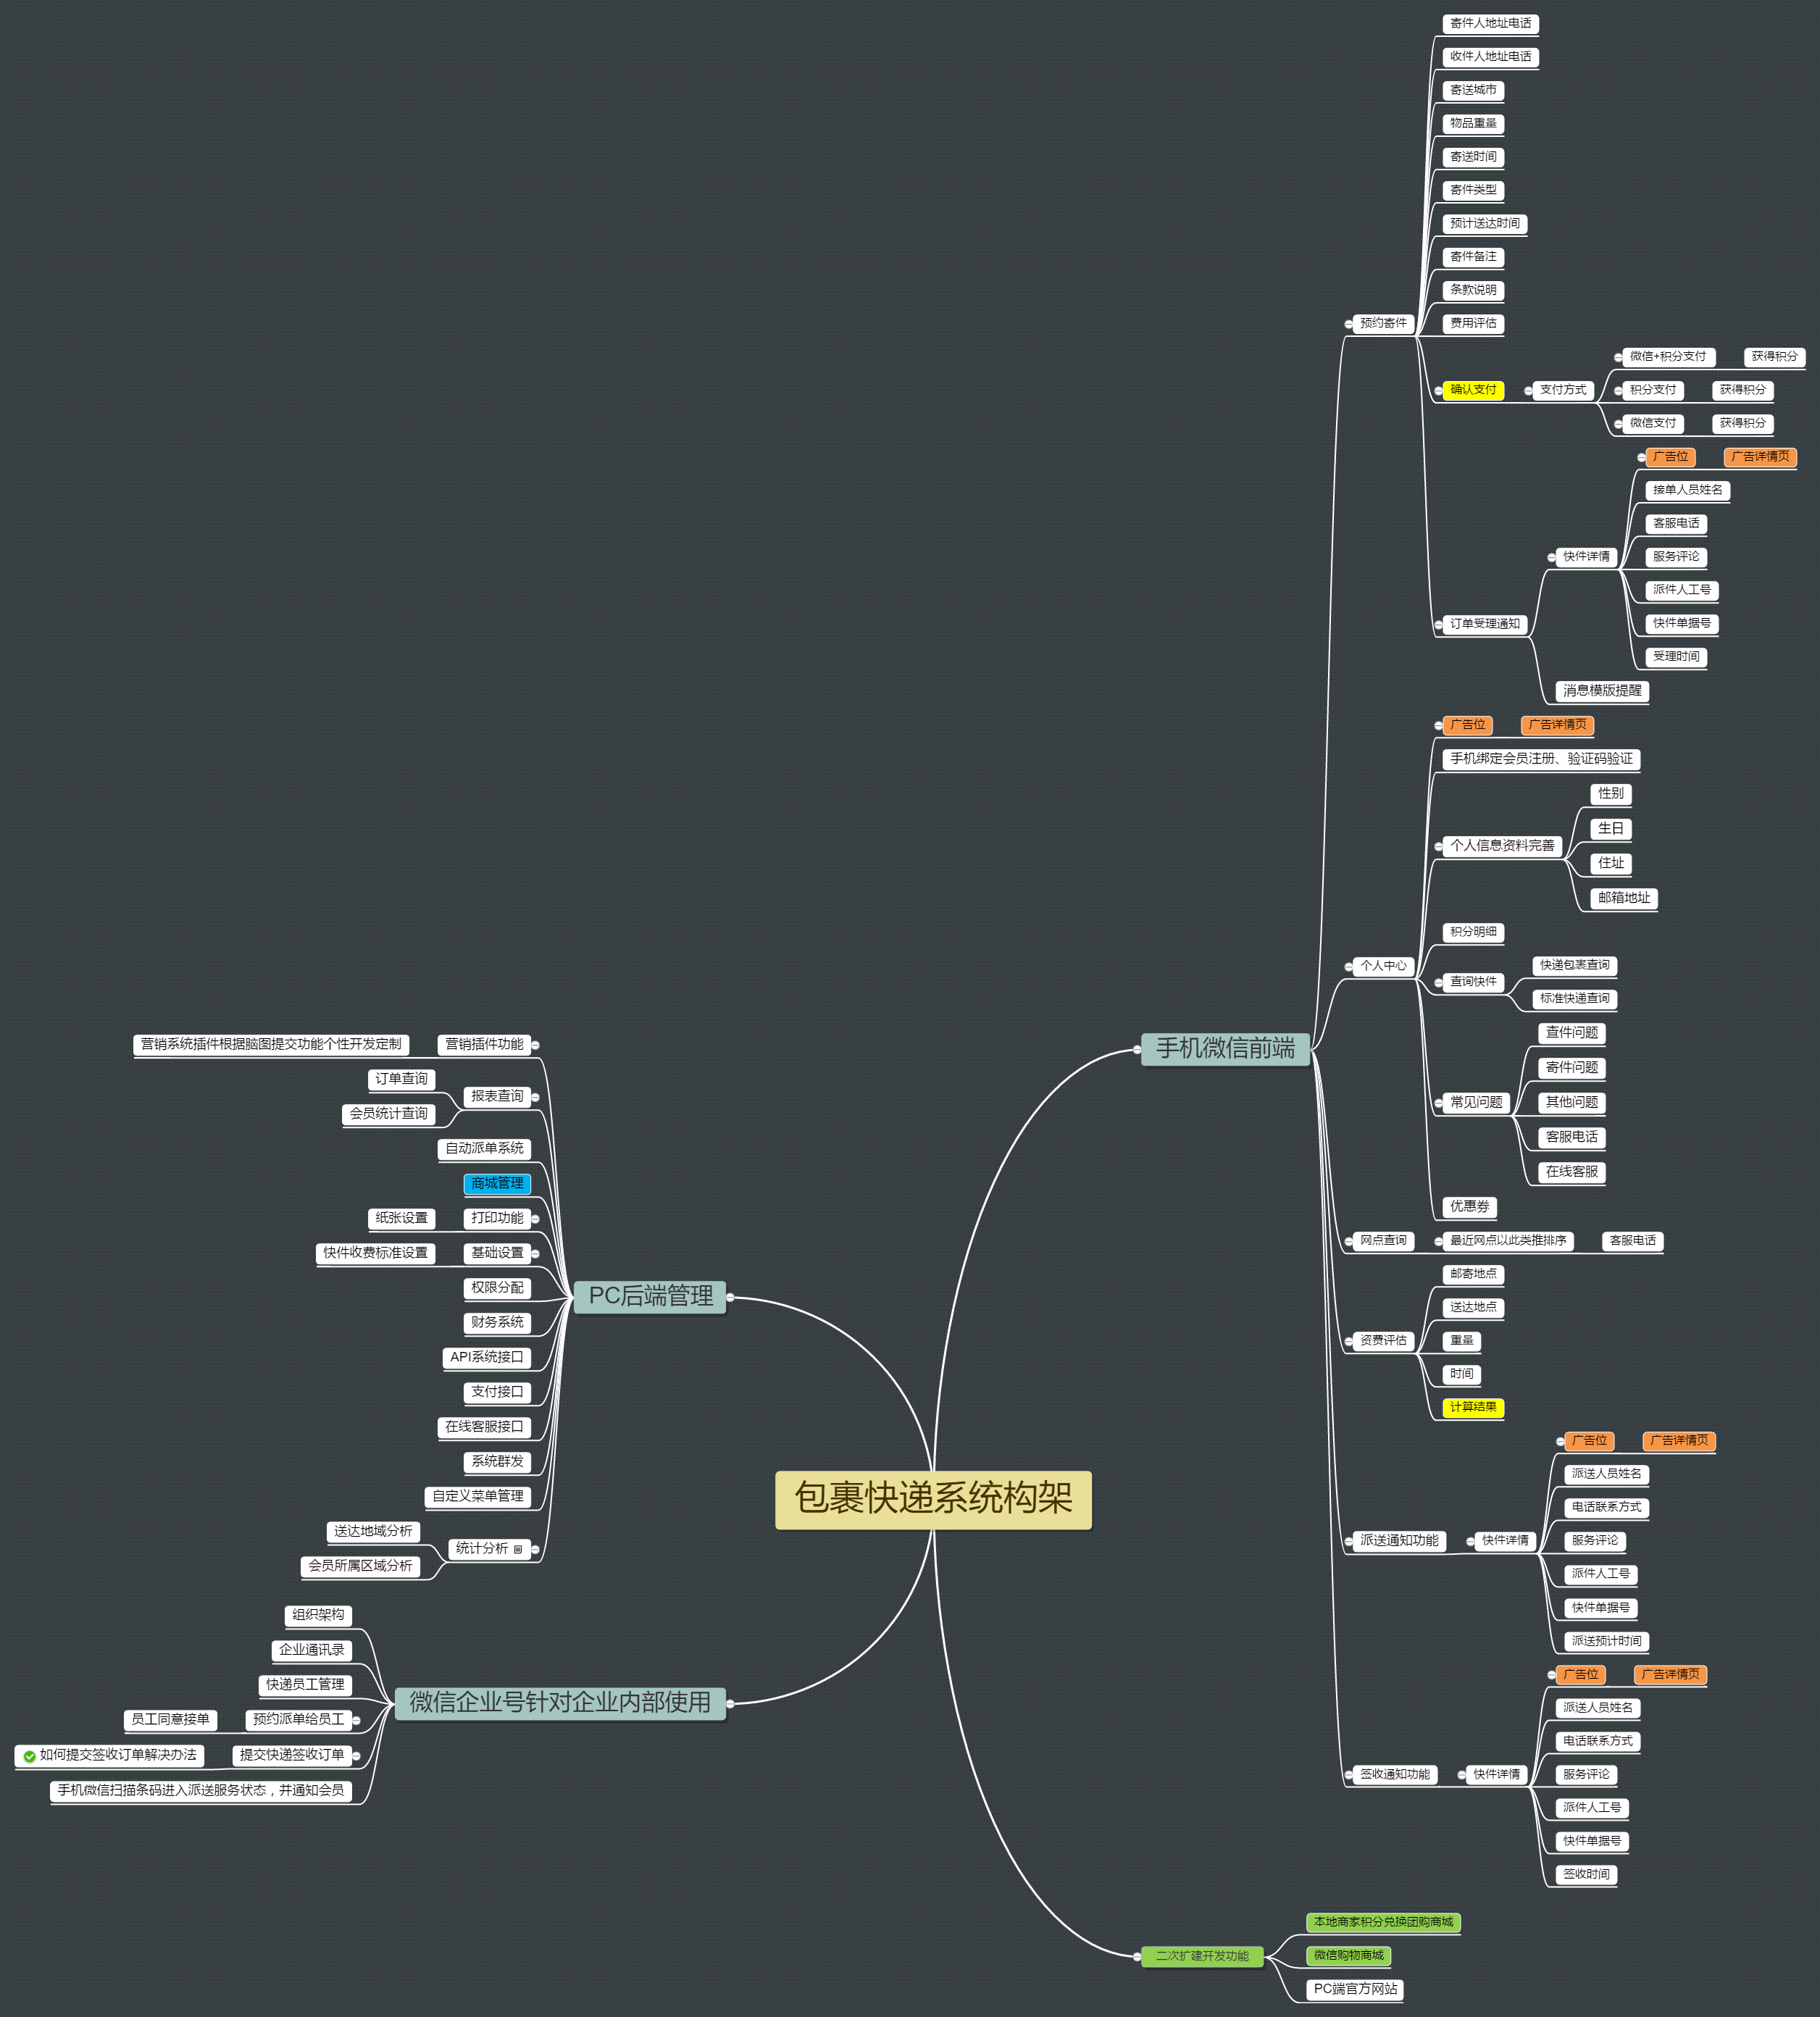 包裹快递系统构架
手机微信前端
预约寄件
寄件人地址电话
收件人地址电话
寄送城市
物品重量
寄送时间
寄件类型
预计送达时间
寄件备注
条款说明
费用评估
确认支付
支付方式
微信+积分支付
获得积分
积分支付
获得积分
微信支付
获得积分
订单受理通知
快件详情
广告位
广告详情页
接单人员姓名
客服电话
服务评论
派件人工号
快件单据号
受理时间
消息模版提醒
个人中心
广告位
广告详情页
手机绑定会员注册、验证码验证
个人信息资料完善
性别
生日
住址
邮箱地址
积分明细
查询快件
快递包裹查询
标准快递查询
常见问题
查件问题
寄件问题
其他问题
客服电话
在线客服
优惠券
网点查询
最近网点以此类推排序
客服电话
资费评估
邮寄地点
送达地点
重量
时间
计算结果
派送通知功能
快件详情
广告位
广告详情页
派送人员姓名
电话联系方式
服务评论
派件人工号
快件单据号
派送预计时间
签收通知功能
快件详情
广告位
广告详情页
派送人员姓名
电话联系方式
服务评论
派件人工号
快件单据号
签收时间
二次扩建开发功能
本地商家积分兑换团购商城
微信购物商城
PC端官方网站
PC后端管理
营销插件功能
营销系统插件根据脑图提交功能个性开发定制
报表查询
订单查询
会员统计查询
自动派单系统
商城管理
打印功能
纸张设置
基础设置
快件收费标准设置
权限分配
财务系统
API系统接口
支付接口
在线客服接口
系统群发
自定义菜单管理
统计分析
送达地域分析
会员所属区域分析
微信企业号针对企业内部使用
组织架构
企业通讯录
快递员工管理
预约派单给员工
员工同意接单
提交快递签收订单
如何提交签收订单解决办法
手机微信扫描条码进入派送服务状态，并通知会员